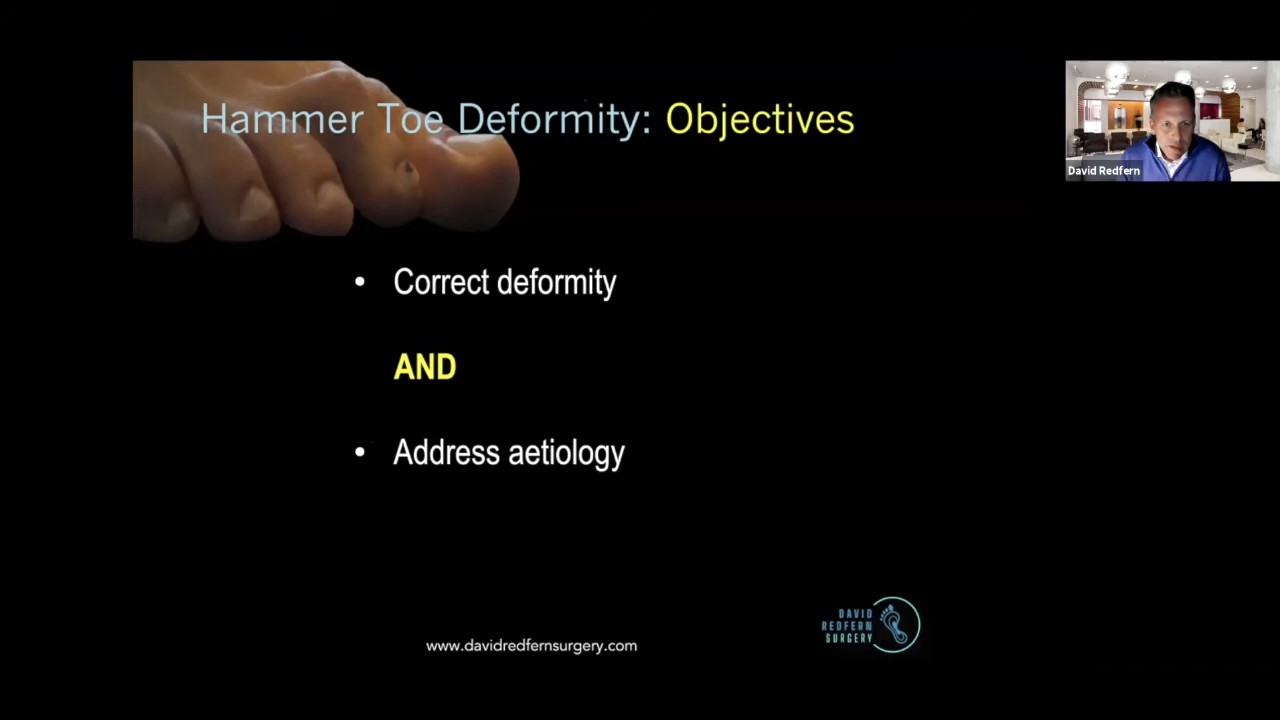 Hammer Toe Deformity: Objectives
David Redfern
• Correct deformity
AND
• Address aetiology
DAVID
REDFERN
SURGERY
www.davidredfernsurgery.com